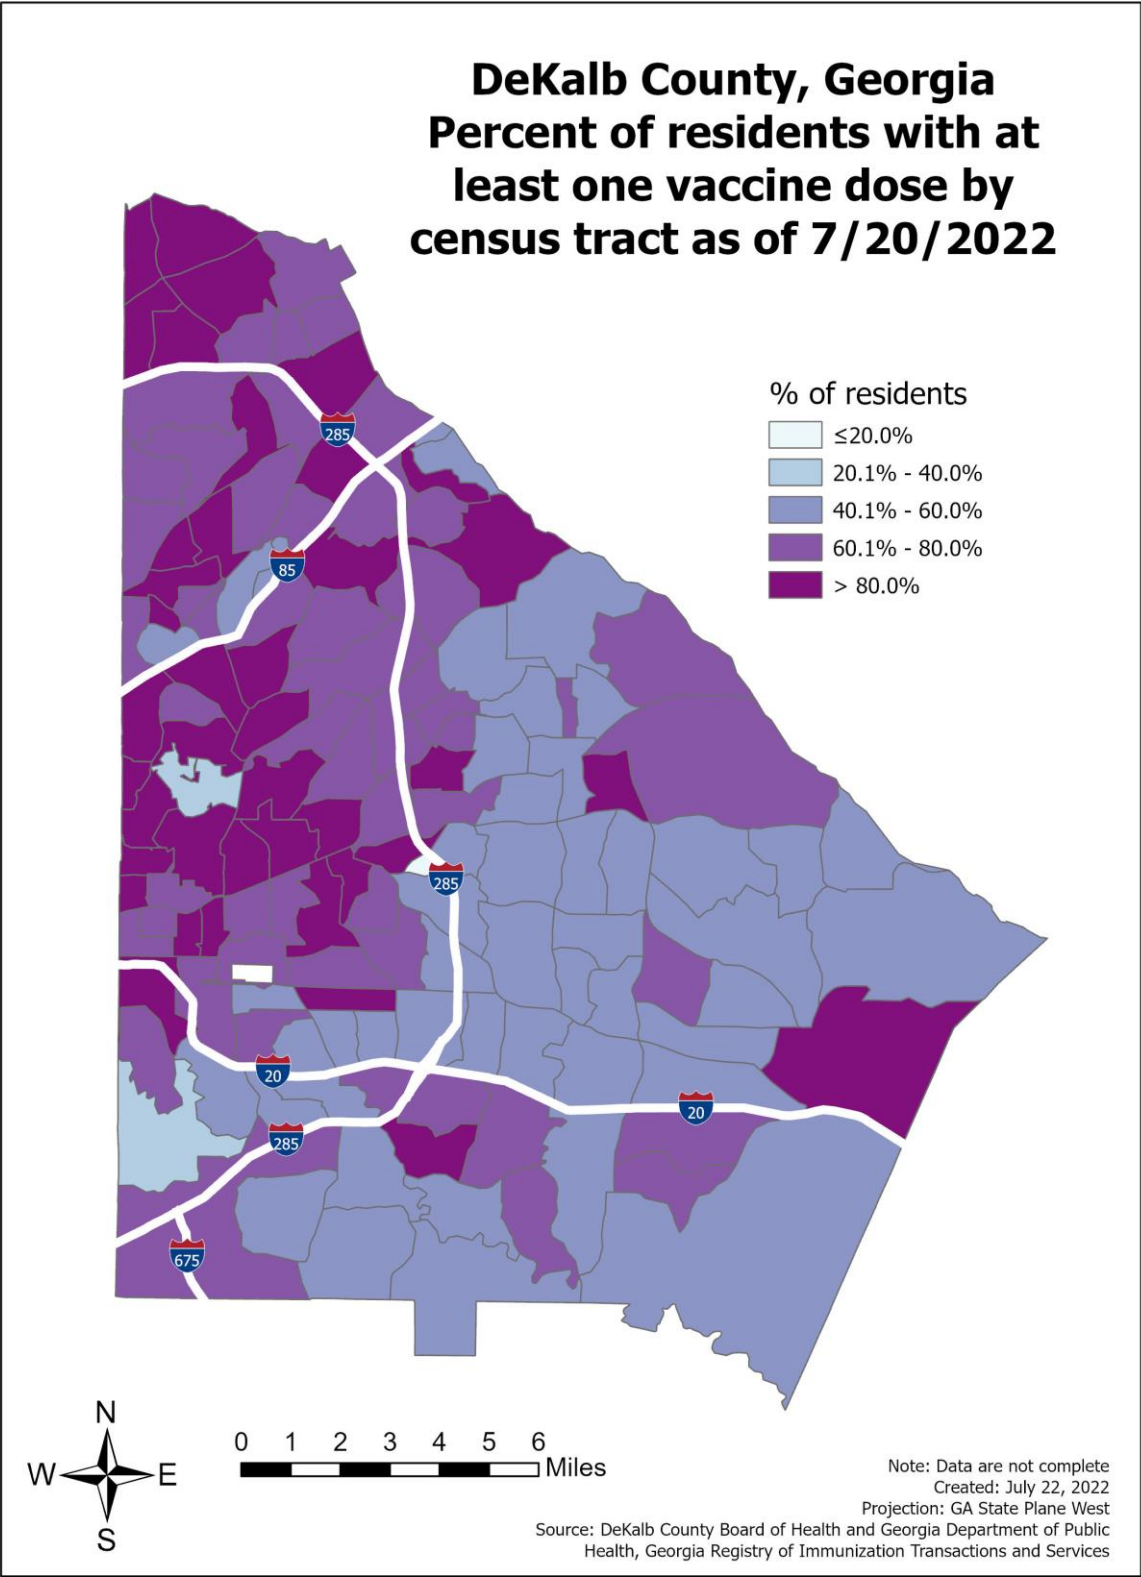 DeKalb County, Georgia
Percent of residents with at
least one vaccine dose by
census tract as of 7/20/2022
% of residents
≤20.0%
20.1% - 40.0%
40.1% - 60.0%
60.1% - 80.0%
> 80.0%
285
85
285
20
20
285
675
N
W E
S
0 1 2 3 4 5 6
Miles
Note: Data are not complete
Created: July 22, 2022
Projection: GA State Plane West
Source: DeKalb County Board of Health and Georgia Department of Public
Health, Georgia Registry of Immunization Transactions and Services